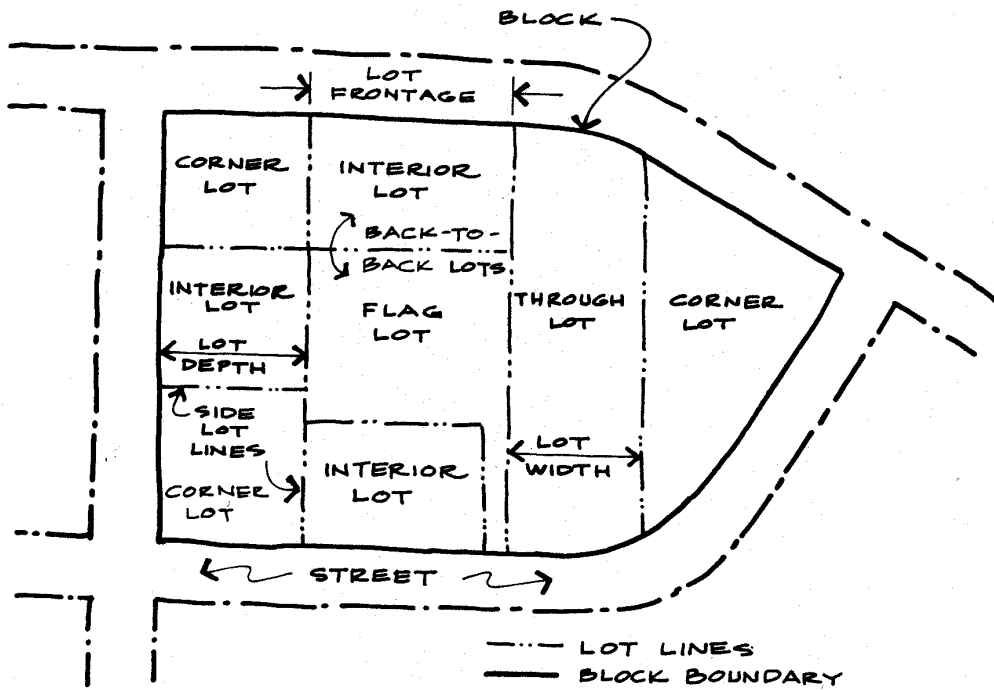 BLOCK
LOT
FRONTAGE
CORNER
LOT
INTERIOR
LOT
BACK-TO-
BACK LOTS
INTERIOR
LOT
FLAG
LOT
THROUGH
LOT
CORNER
LOT
LOT
DEPTH
SIDE
LOT
LINES
CORNER
LOT
INTERIOR
LOT
LOT
WIDTH
STREET
LOT LINES
BLOCK BOUNDARY